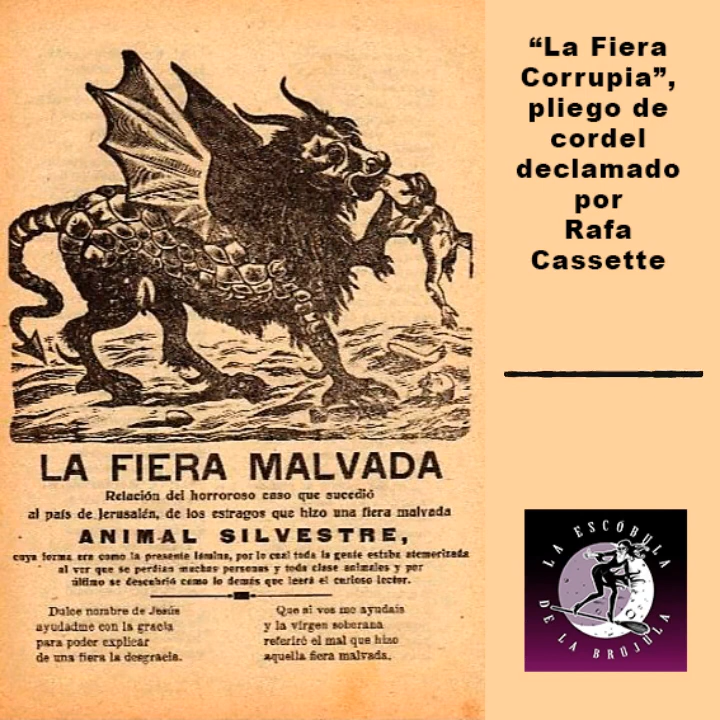 “La Fiera
Corrupia”,
pliego de
cordel
declamado
por
Rafa
Cassette
LA FIERA MALVADA
Relación del horroroso caso que sucedió
al país de Jerusalén, de los estragos que hizo una fiera malvada
ANIMAL SILVESTRE,
cuya forma era como la presente lámina, por lo cual toda la gente estaba atemorizada
al ver que se perdían muchas personas y toda clase animales y por
último se descubrió como lo demás que leerá el curioso lector.
Dulce nombre de Jesús
ayudadme con la gracia
para poder explicar
de una fiera la desgracia.
Que si vos me ayudais
y la virgen soberana
referiré el mal que hizo
aquella fiera malvada.
LA ESCÓBULA
DE LA BRÚJULA